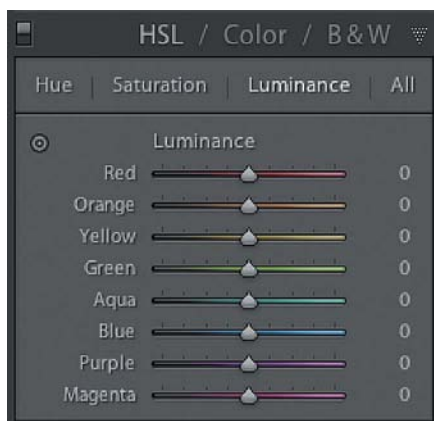 HSL / Color / B & W
Hue | Saturation | Luminance | All
Luminance
Red 0
Orange 0
Yellow 0
Green 0
Aqua 0
Blue 0
Purple 0
Magenta 0